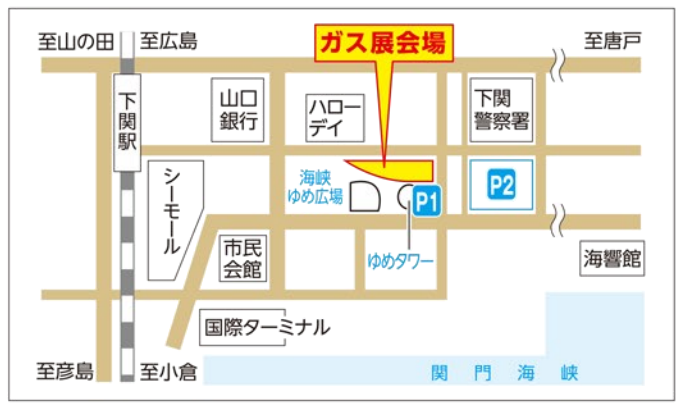 至山の田
至広島
ガス展会場
至唐戸
下関駅
山口
銀行
ハロー
デイ
下関
警察署
シーモール
海峡
ゆめ広場
P1
P2
市民
会館
ゆめタワー
海響館
国際ターミナル
至彦島
至小倉
関門海峡